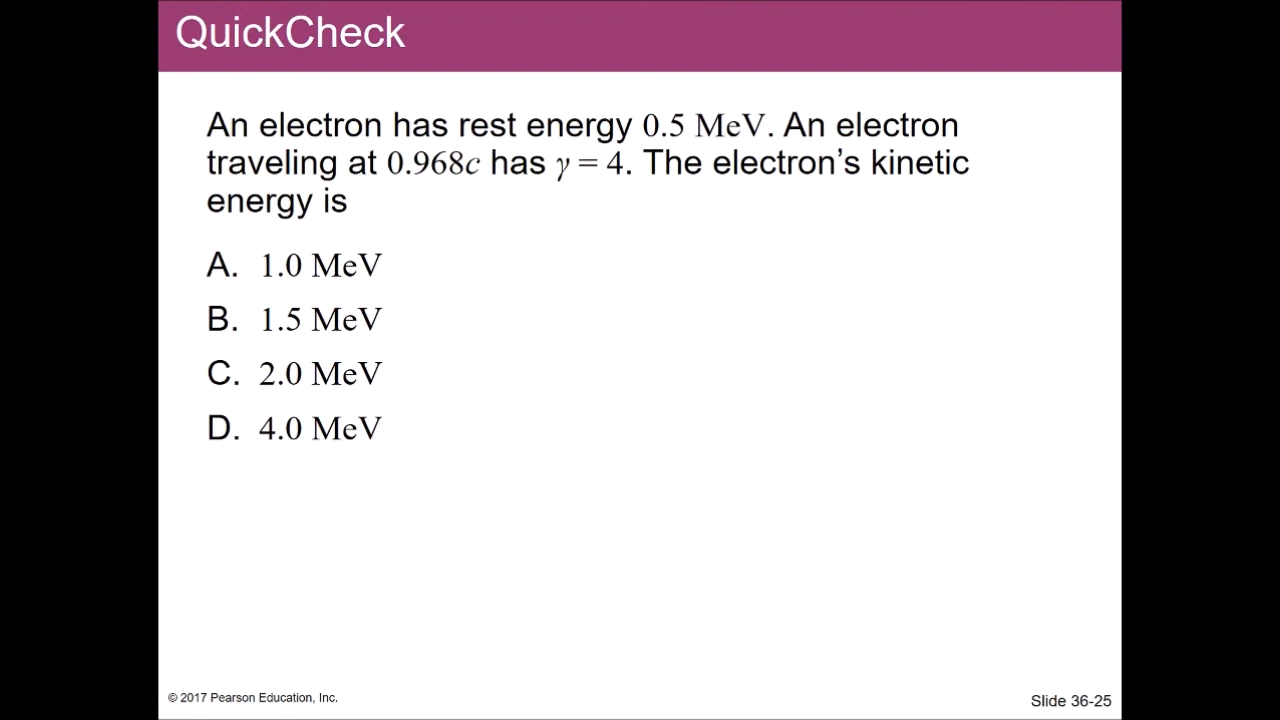 QuickCheck
An electron has rest energy 0.5 MeV. An electron
traveling at 0.968c has γ = 4. The electron’s kinetic
energy is
A. 1.0 MeV
B. 1.5 MeV
C. 2.0 MeV
D. 4.0 MeV
© 2017 Pearson Education, Inc.
Slide 36-25